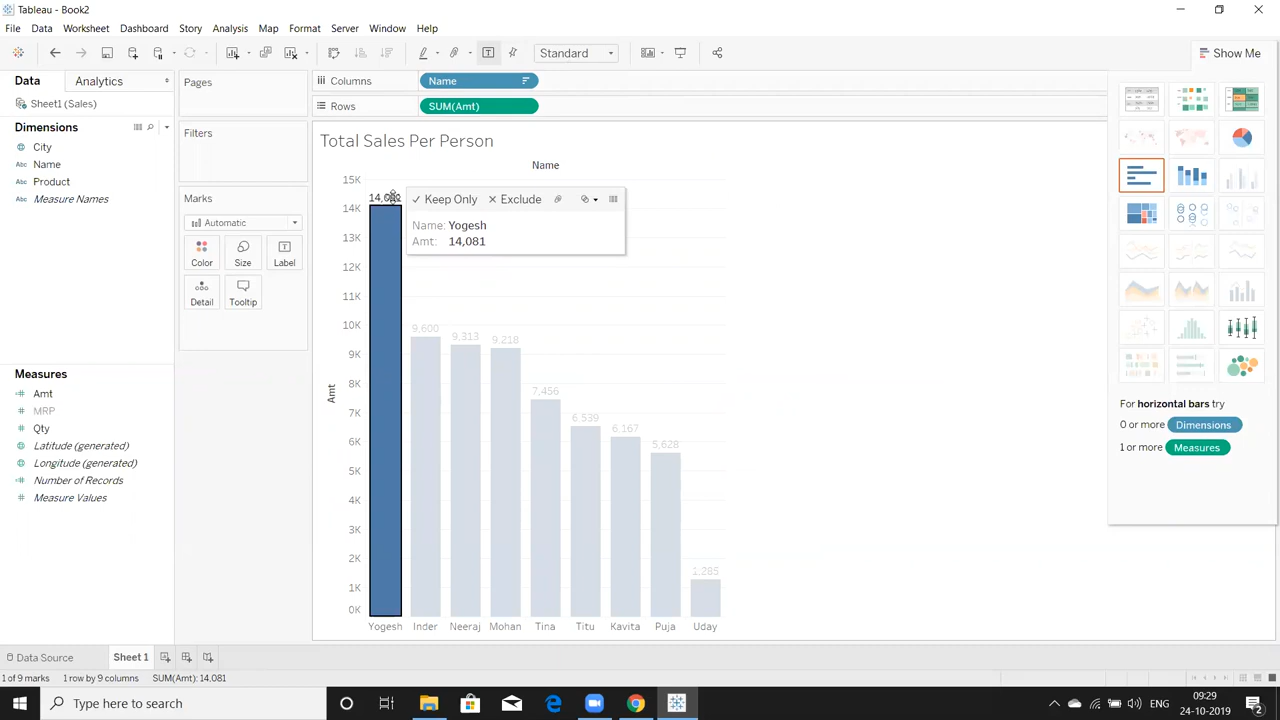 Tableau - Book2
File Data Worksheet Dashboard Story Analysis Map Format Server Window Help
Standard
Show Me
Data Analytics
Sheet1 (Sales)
Dimensions
City
Abc Name
Abc Product
Abc Measure Names
Measures
Amt
MRP
Qty
Latitude (generated)
Longitude (generated)
Number of Records
Measure Values
Pages
Filters
Marks
Automatic
Color Size Label
Detail Tooltip
Columns Name
Rows SUM(Amt)
Total Sales Per Person
Name
15K
14K
13K
12K
11K
10K
9K
8K
7K
6K
5K
4K
3K
2K
1K
0K
Amt
Keep Only Exclude
Name: Yogesh
Amt: 14,081
9,600
9,313
9,218
7,456
6,539
6,167
5,628
1,285
Yogesh Inder Neeraj Mohan Tina Titu Kavita Puja Uday
For horizontal bars try
0 or more Dimensions
1 or more Measures
Data Source Sheet 1
1 of 9 marks 1 row by 9 columns SUM(Amt): 14,081
Type here to search
ENG
09:29
24-10-2019
2